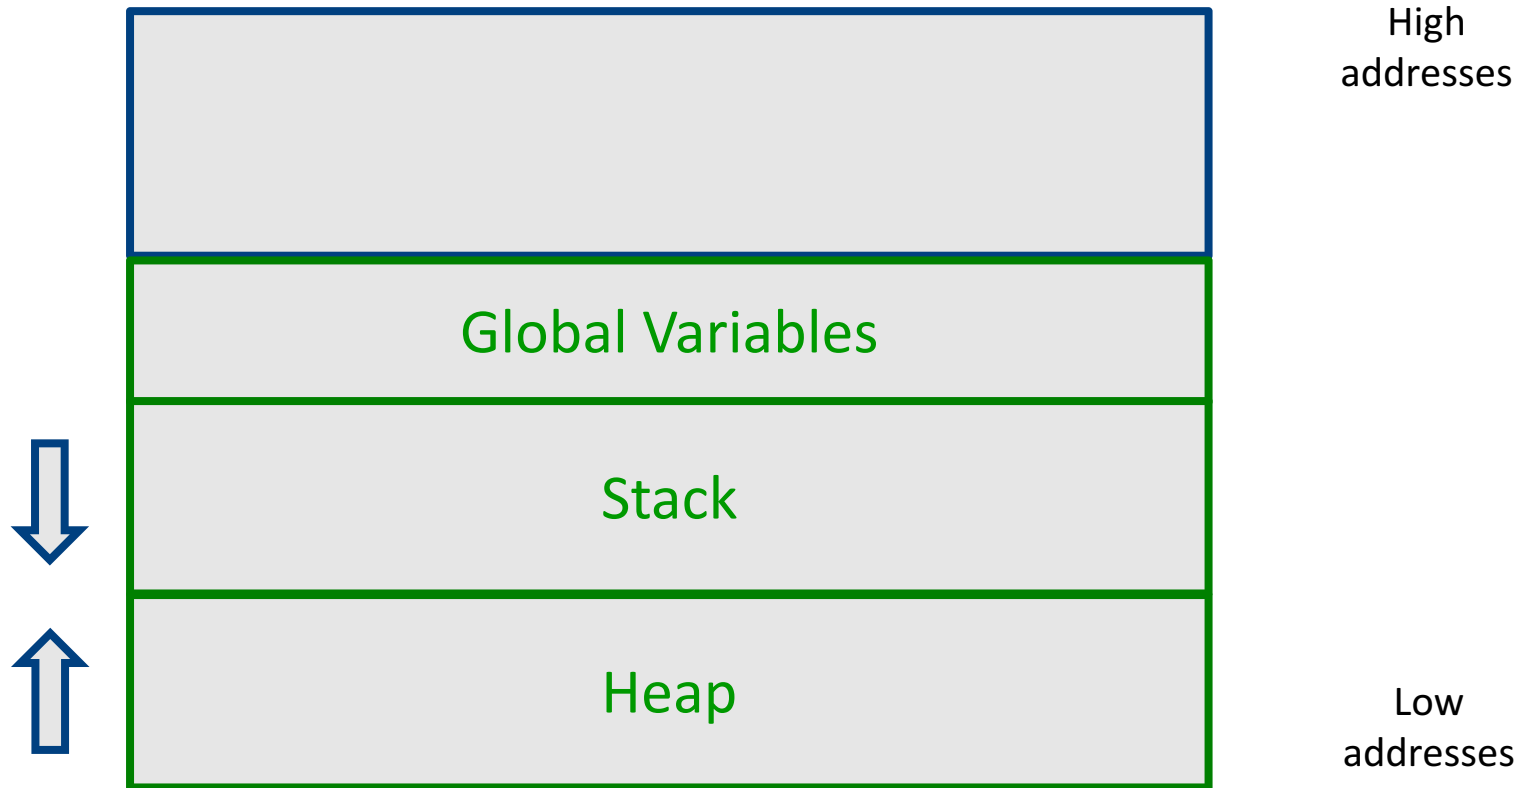 High
addresses
Global Variables
Stack
Heap
Low
addresses